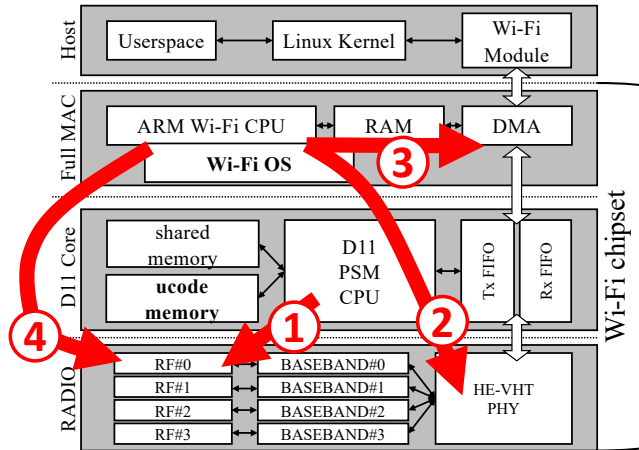 Host
Userspace
Linux Kernel
Wi-Fi
Module
Full MAC
ARM Wi-Fi CPU
RAM
DMA
Wi-Fi OS
3
Wi-Fi chipset
D11 Core
shared
memory
ucode
memory
D11
PSM
CPU
Tx FIFO
Rx FIFO
4
1
2
RADIO
RF#0
BASEBAND#0
RF#1
BASEBAND#1
RF#2
BASEBAND#2
RF#3
BASEBAND#3
HE-VHT
PHY